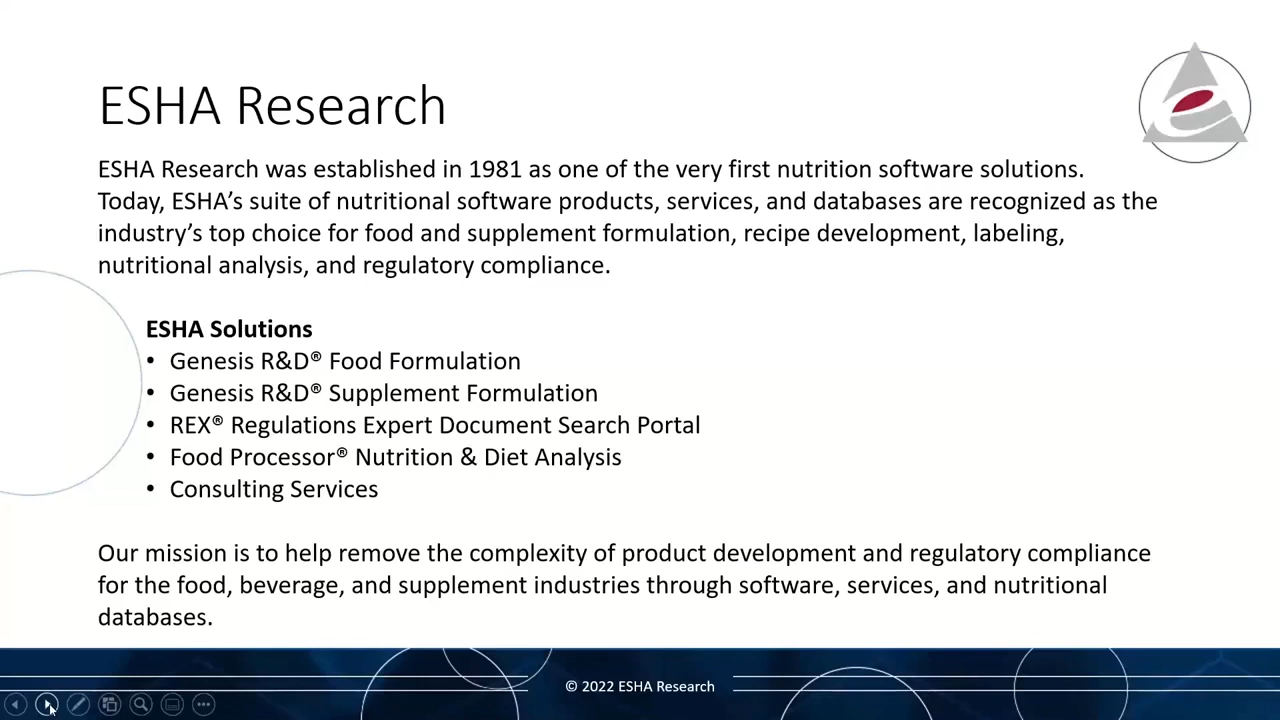 ESHA Research
ESHA Research was established in 1981 as one of the very first nutrition software solutions.
Today, ESHA’s suite of nutritional software products, services, and databases are recognized as the
industry’s top choice for food and supplement formulation, recipe development, labeling,
nutritional analysis, and regulatory compliance.
ESHA Solutions
• Genesis R&D® Food Formulation
• Genesis R&D® Supplement Formulation
• REX® Regulations Expert Document Search Portal
• Food Processor® Nutrition & Diet Analysis
• Consulting Services
Our mission is to help remove the complexity of product development and regulatory compliance
for the food, beverage, and supplement industries through software, services, and nutritional
databases.
© 2022 ESHA Research